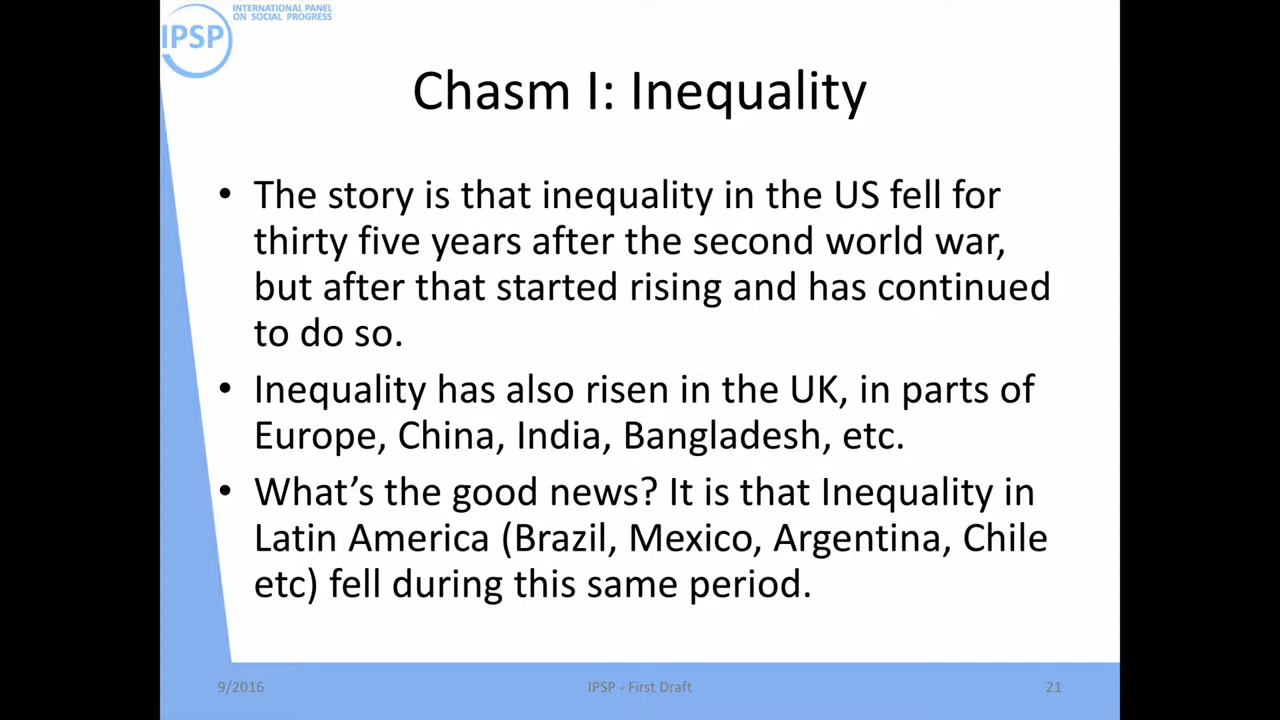 INTERNATIONAL PANEL
ON SOCIAL PROGRESS
IPSP
Chasm I: Inequality
• The story is that inequality in the US fell for
thirty five years after the second world war,
but after that started rising and has continued
to do so.
• Inequality has also risen in the UK, in parts of
Europe, China, India, Bangladesh, etc.
• What’s the good news? It is that Inequality in
Latin America (Brazil, Mexico, Argentina, Chile
etc) fell during this same period.
9/2016
IPSP - First Draft
21